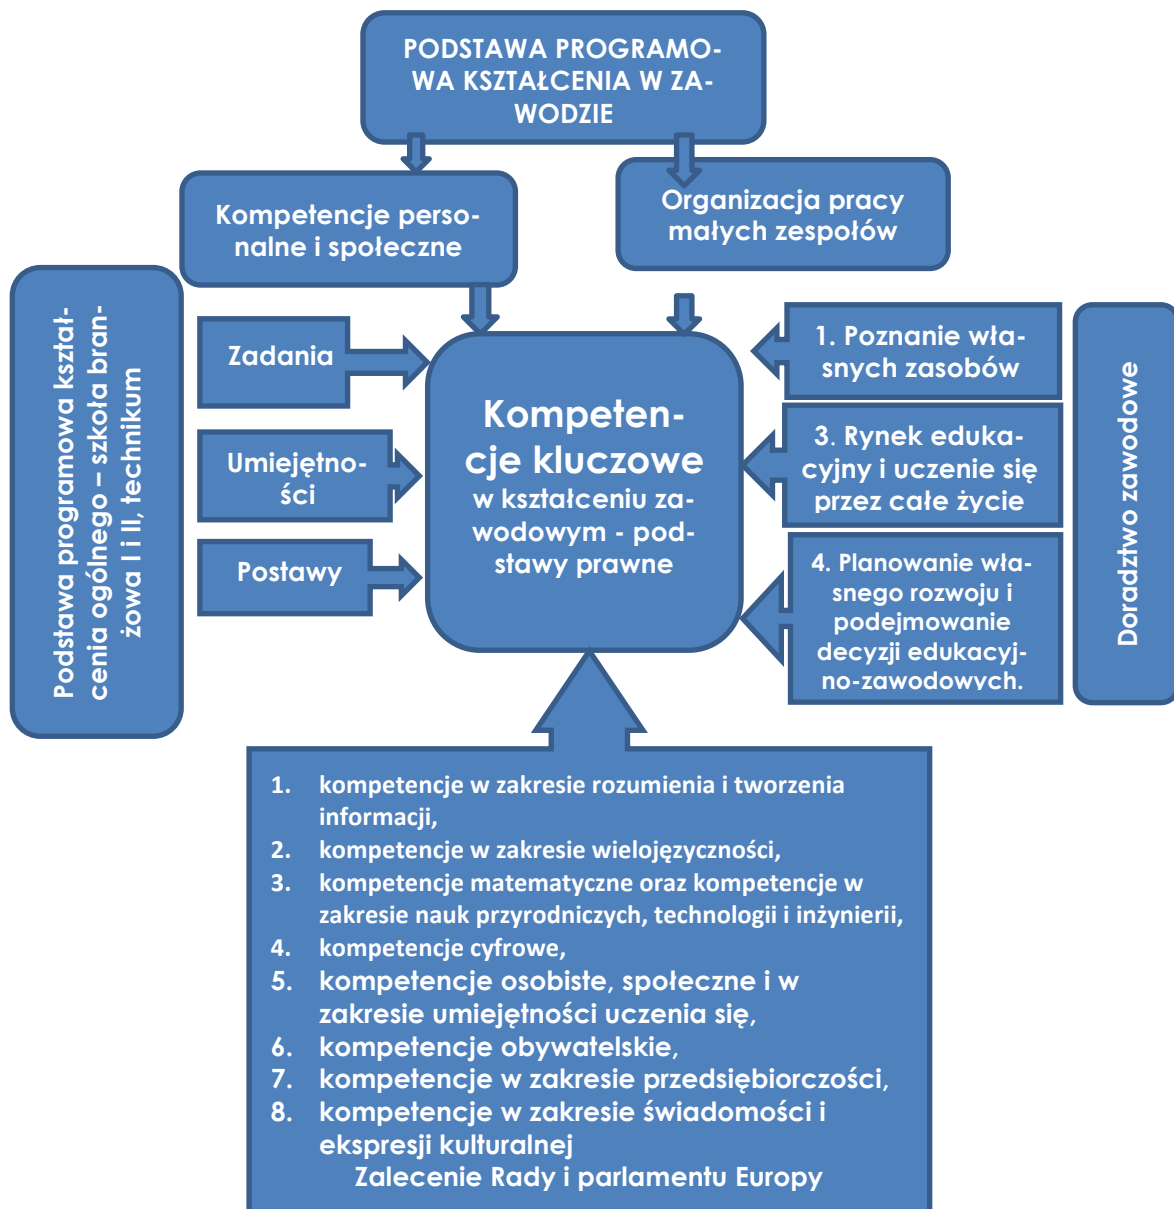 PODSTAWA PROGRAMO-
WA KSZTAŁCENIA W ZA-
WODZIE
Kompetencje perso-
nalne i społeczne
Organizacja pracy
małych zespołów
Podstawa programowa kształ-
cenia ogólnego – szkoła bran-
żowa I i II, technikum
Zadania
Umiejętno-
ści
Postawy
Kompeten-
cje kluczowe
w kształceniu za-
wodowym - pod-
stawy prawne
1. Poznanie wła-
snych zasobów
3. Rynek eduka-
cyjny i uczenie się
przez całe życie
4. Planowanie wła-
snego rozwoju i
podejmowanie
decyzji edukacyj-
no-zawodowych.
Doradztwo zawodowe
1. kompetencje w zakresie rozumienia i tworzenia
informacji,
2. kompetencje w zakresie wielojęzyczności,
3. kompetencje matematyczne oraz kompetencje w
zakresie nauk przyrodniczych, technologii i inżynierii,
4. kompetencje cyfrowe,
5. kompetencje osobiste, społeczne i w
zakresie umiejętności uczenia się,
6. kompetencje obywatelskie,
7. kompetencje w zakresie przedsiębiorczości,
8. kompetencje w zakresie świadomości i
ekspresji kulturalnej
Zalecenie Rady i parlamentu Europy